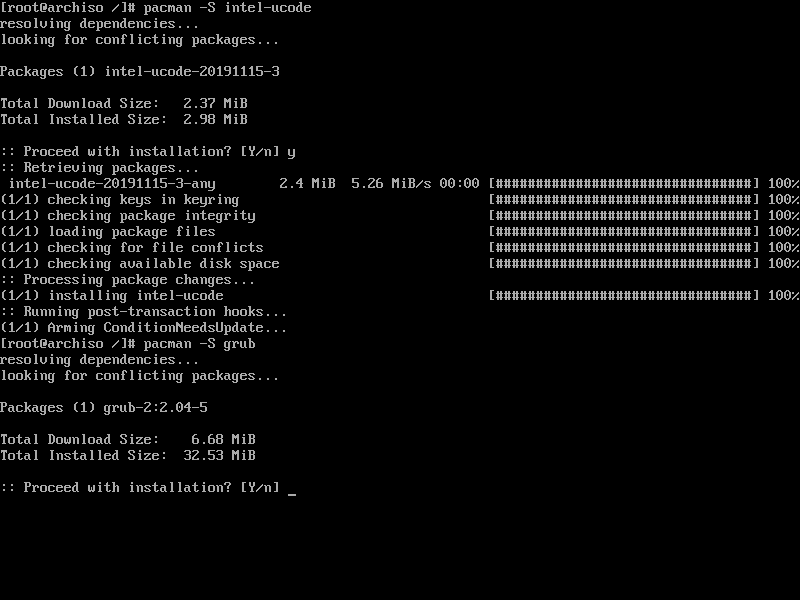 [root@archiso /]# pacman -S intel-ucode
resolving dependencies...
looking for conflicting packages...
Packages (1) intel-ucode-20191115-3
Total Download Size:   2.37 MiB
Total Installed Size:  2.98 MiB
:: Proceed with installation? [Y/n] y
:: Retrieving packages...
 intel-ucode-20191115-3-any        2.4 MiB  5.26 MiB/s 00:00 [################################] 100%
(1/1) checking keys in keyring                               [################################] 100%
(1/1) checking package integrity                             [################################] 100%
(1/1) loading package files                                  [################################] 100%
(1/1) checking for file conflicts                            [################################] 100%
(1/1) checking available disk space                          [################################] 100%
:: Processing package changes...
(1/1) installing intel-ucode                                 [################################] 100%
:: Running post-transaction hooks...
(1/1) Arming ConditionNeedsUpdate...
[root@archiso /]# pacman -S grub
resolving dependencies...
looking for conflicting packages...
Packages (1) grub-2:2.04-5
Total Download Size:    6.68 MiB
Total Installed Size:  32.53 MiB
:: Proceed with installation? [Y/n] _